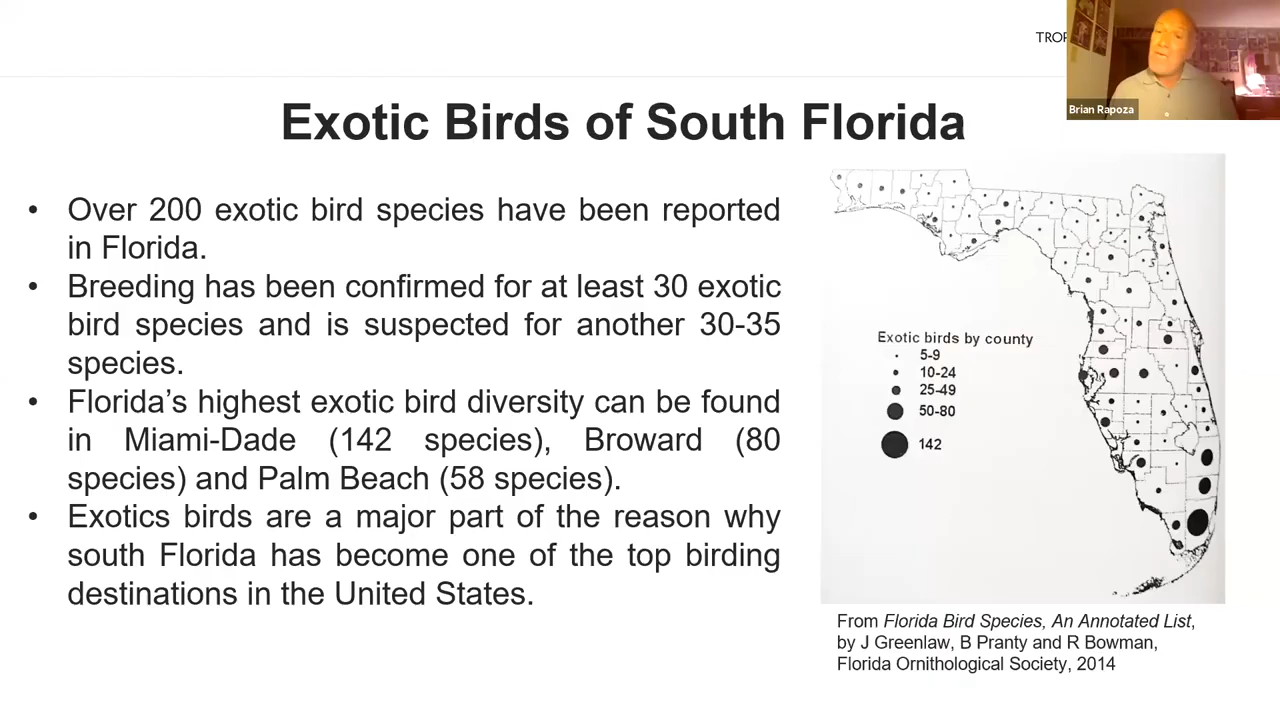 TROP
Brian Rapoza
Exotic Birds of South Florida
• Over 200 exotic bird species have been reported
in Florida.
• Breeding has been confirmed for at least 30 exotic
bird species and is suspected for another 30-35
species.
• Florida’s highest exotic bird diversity can be found
in Miami-Dade (142 species), Broward (80
species) and Palm Beach (58 species).
• Exotics birds are a major part of the reason why
south Florida has become one of the top birding
destinations in the United States.
Exotic birds by county
5-9
10-24
25-49
50-80
142
From Florida Bird Species, An Annotated List,
by J Greenlaw, B Pranty and R Bowman,
Florida Ornithological Society, 2014